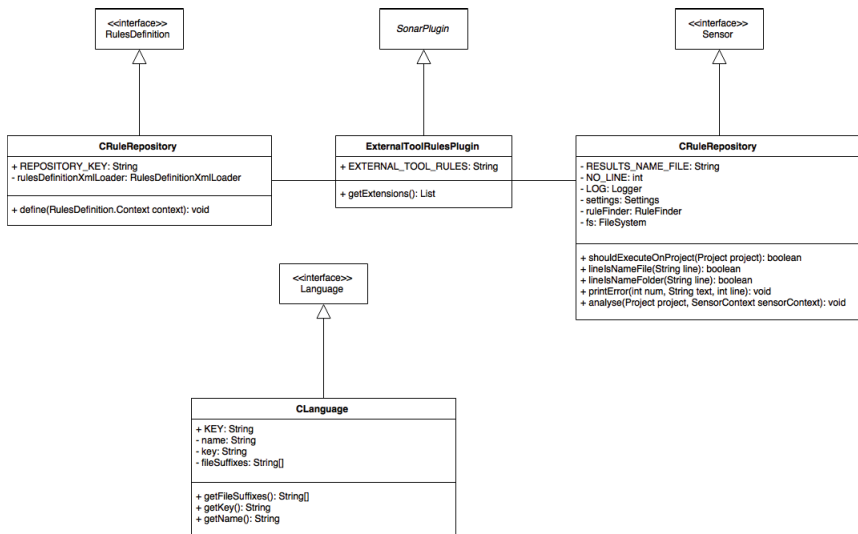 <<interface>>
RulesDefinition
SonarPlugin
<<interface>>
Sensor
CRuleRepository
+ REPOSITORY_KEY: String
- rulesDefinitionXmlLoader: RulesDefinitionXmlLoader
+ define(RulesDefinition.Context context): void
ExternalToolRulesPlugin
+ EXTERNAL_TOOL_RULES: String
+ getExtensions(): List
CRuleRepository
- RESULTS_NAME_FILE: String
- NO_LINE: int
- LOG: Logger
- settings: Settings
- ruleFinder: RuleFinder
- fs: FileSystem
+ shouldExecuteOnProject(Project project): boolean
+ lineIsNameFile(String line): boolean
+ lineIsNameFolder(String line): boolean
+ printError(int num, String text, int line): void
+ analyse(Project project, SensorContext sensorContext): void
<<interface>>
Language
CLanguage
+ KEY: String
- name: String
- key: String
- fileSuffixes: String[]
+ getFileSuffixes(): String[]
+ getKey(): String
+ getName(): String